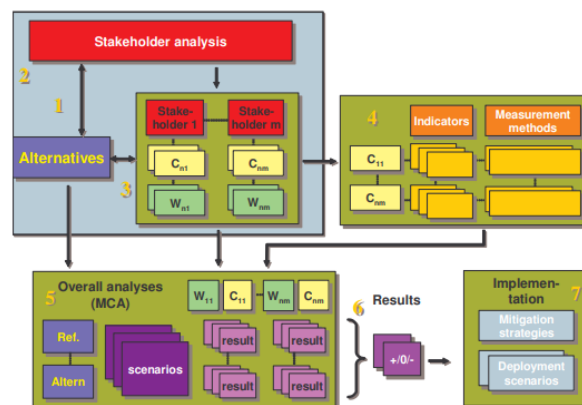 Stakeholder analysis
2
1
Alternatives
3
Stake-
holder 1
Stake-
holder m
Cn1
Cnm
Wn1
Wnm
4
Indicators
Measurement
methods
C11
Cnm
5
Overall analyses
(MCA)
W11
C11
Wnm
Cnm
Ref.
Altern
scenarios
result
result
result
result
6
Results
+/0/-
Implemen-
tation
7
Mitigation
strategies
Deployment
scenarios